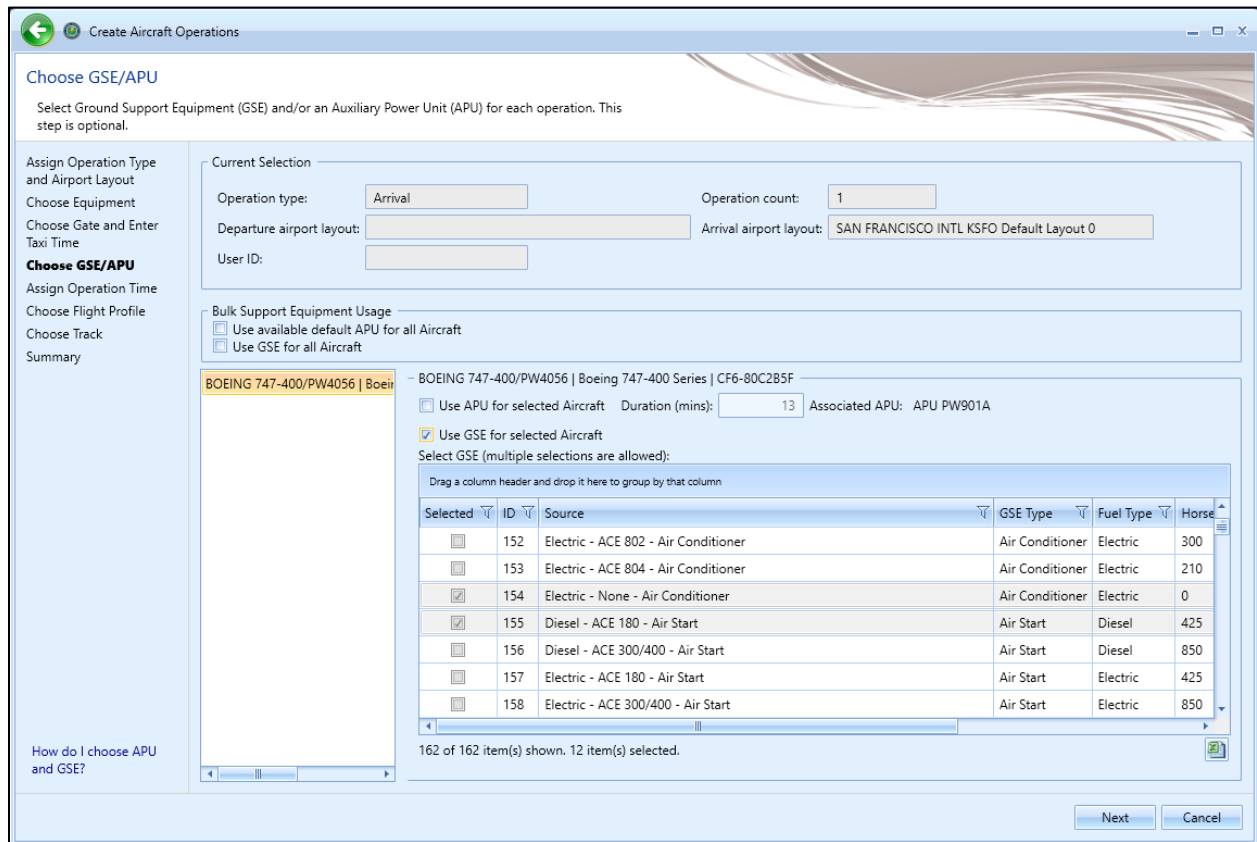 Create Aircraft Operations
Choose GSE/APU
Select Ground Support Equipment (GSE) and/or an Auxiliary Power Unit (APU) for each operation. This
step is optional.
Assign Operation Type
and Airport Layout
Choose Equipment
Choose Gate and Enter
Taxi Time
Choose GSE/APU
Assign Operation Time
Choose Flight Profile
Choose Track
Summary
How do I choose APU
and GSE?
Current Selection
Operation type: Arrival Operation count: 1
Departure airport layout: Arrival airport layout: SAN FRANCISCO INTL KSFO Default Layout 0
User ID:
Bulk Support Equipment Usage
Use available default APU for all Aircraft
Use GSE for all Aircraft
BOEING 747-400/PW4056 | Boein
BOEING 747-400/PW4056 | Boeing 747-400 Series | CF6-80C2B5F
Use APU for selected Aircraft Duration (mins): 13 Associated APU: APU PW901A
Use GSE for selected Aircraft
Select GSE (multiple selections are allowed):
Drag a column header and drop it here to group by that column
Selected ID Source GSE Type Fuel Type Horse
152 Electric - ACE 802 - Air Conditioner Air Conditioner Electric 300
153 Electric - ACE 804 - Air Conditioner Air Conditioner Electric 210
154 Electric - None - Air Conditioner Air Conditioner Electric 0
155 Diesel - ACE 180 - Air Start Air Start Diesel 425
156 Diesel - ACE 300/400 - Air Start Air Start Diesel 850
157 Electric - ACE 180 - Air Start Air Start Electric 425
158 Electric - ACE 300/400 - Air Start Air Start Electric 850
162 of 162 item(s) shown. 12 item(s) selected.
Next Cancel